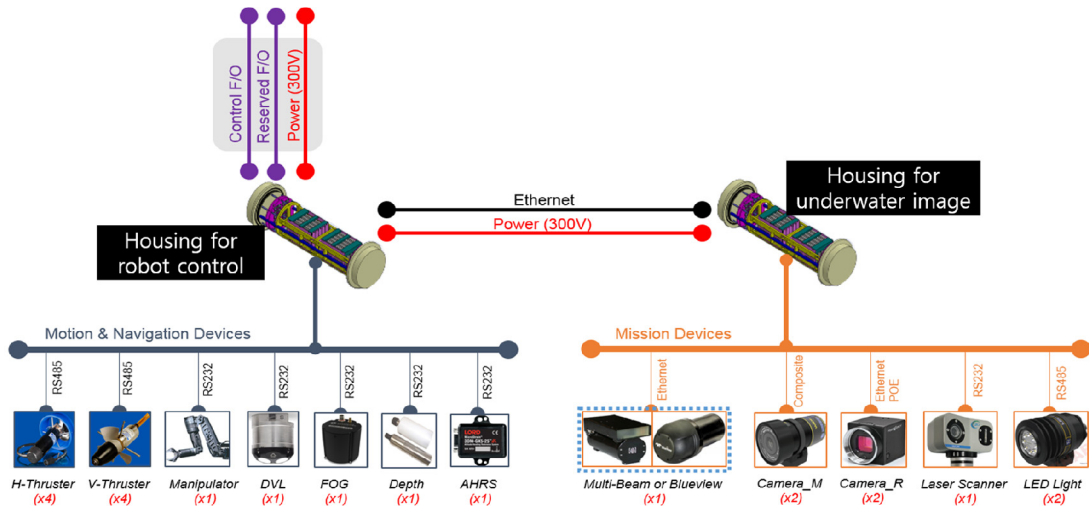 Control F/O
Reserved F/O
Power (300V)
Housing for
robot control
Ethernet
Power (300V)
Housing for
underwater image
Motion & Navigation Devices
RS485
RS485
RS232
RS232
RS232
RS232
RS232
H-Thruster
(x4)
V-Thruster
(x4)
Manipulator
(x1)
DVL
(x1)
FOG
(x1)
Depth
(x1)
LORD
AHRS
(x1)
Mission Devices
Ethernet
Composite
Ethernet
POE
RS232
RS485
Multi-Beam or Blueview
(x1)
Camera_M
(x2)
Camera_R
(x2)
Laser Scanner
(x1)
LED Light
(x2)